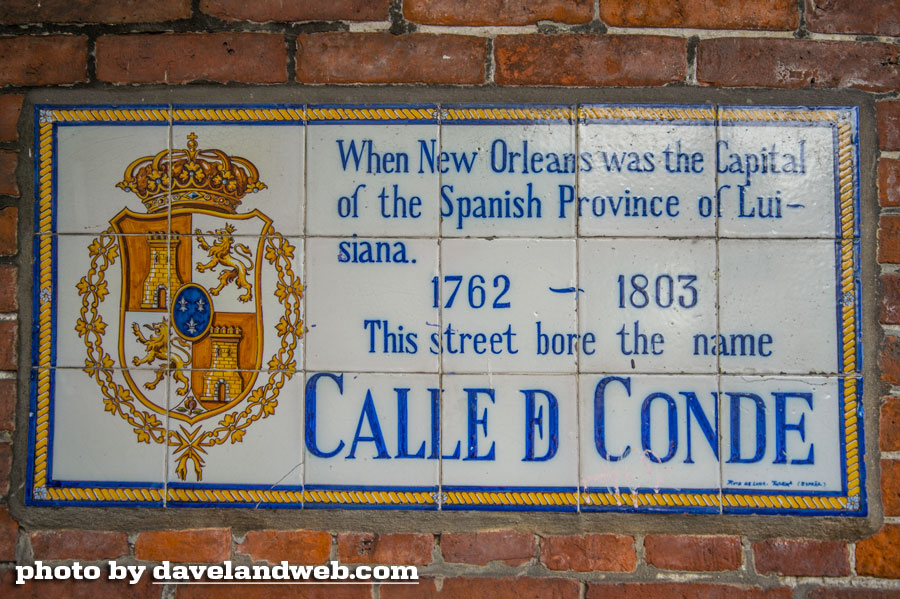 When New Orleans was the Capital
of the Spanish Province of Lui-
siana.
1762 - 1803
This street bore the name
CALLE D CONDE
photo by davelandweb.com